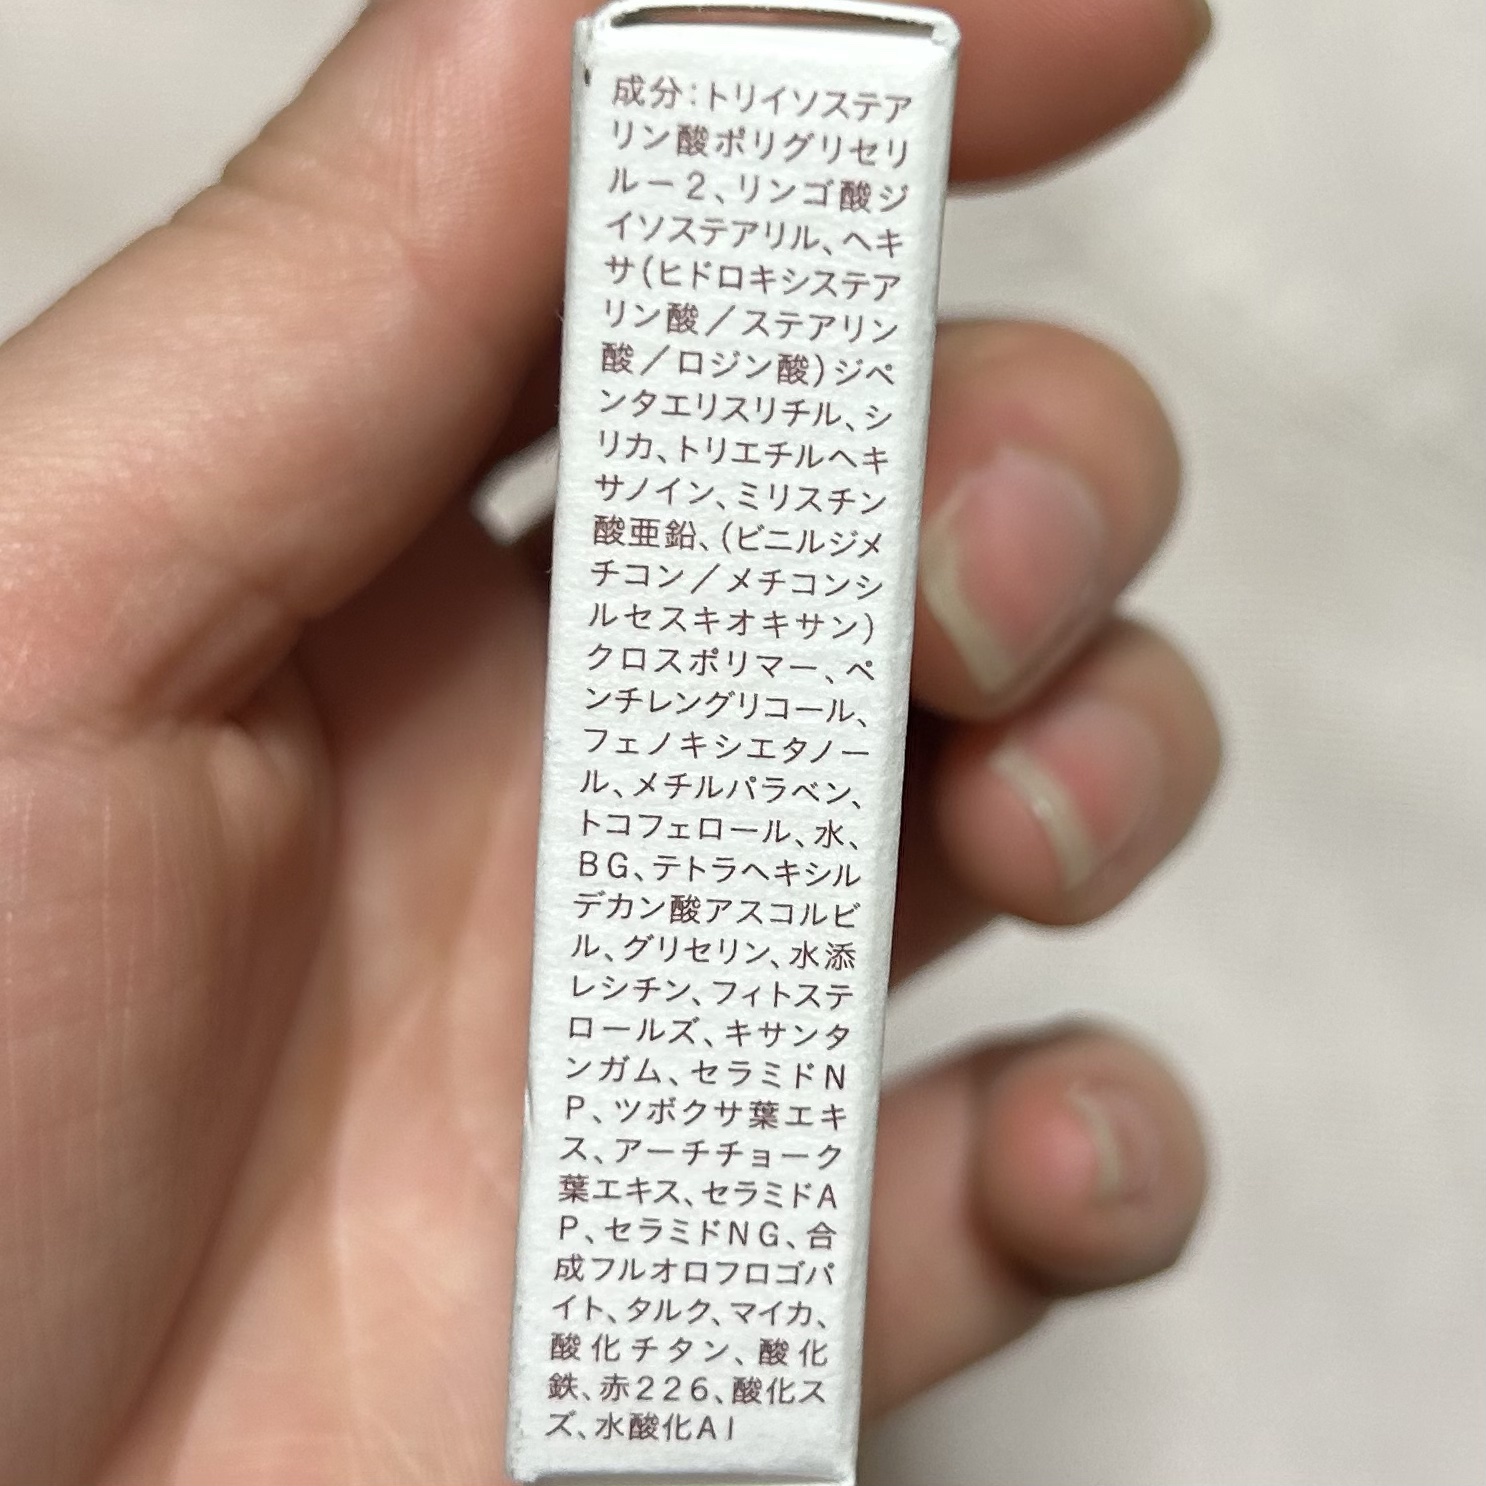 成分：トリイソステア
リン酸ポリグリセリ
ルー2、リンゴ酸ジ
イソステアリル、ヘキ
サ(ヒドロキシステア
リン酸／ステアリン
酸／ロジン酸)ジペ
ンタエリスリチル、シ
リカ、トリエチルヘキ
サノイン、ミリスチン
酸亜鉛、(ビニルジメ
チコン／メチコンシ
ルセスキオキサン)
クロスポリマー、ペ
ンチレングリコール、
フェノキシエタノー
ル、メチルパラベン、
トコフェロール、水、
BG、テトラヘキシル
デカン酸アスコルビ
ル、グリセリン、水添
レシチン、フィトステ
ロールズ、キサンタ
ンガム、セラミドN
P、ツボクサ葉エキ
ス、アーチチョーク
葉エキス、セラミドA
P、セラミドNG、合
成フルオロフロゴパ
イト、タルク、マイカ、
酸化チタン、酸化
鉄、赤226、酸化ス
ズ、水酸化Al